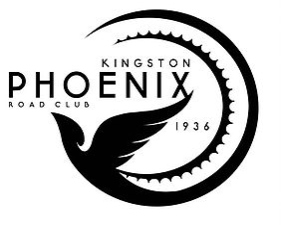 KINGSTON
PHOENIX
ROAD CLUB
1936